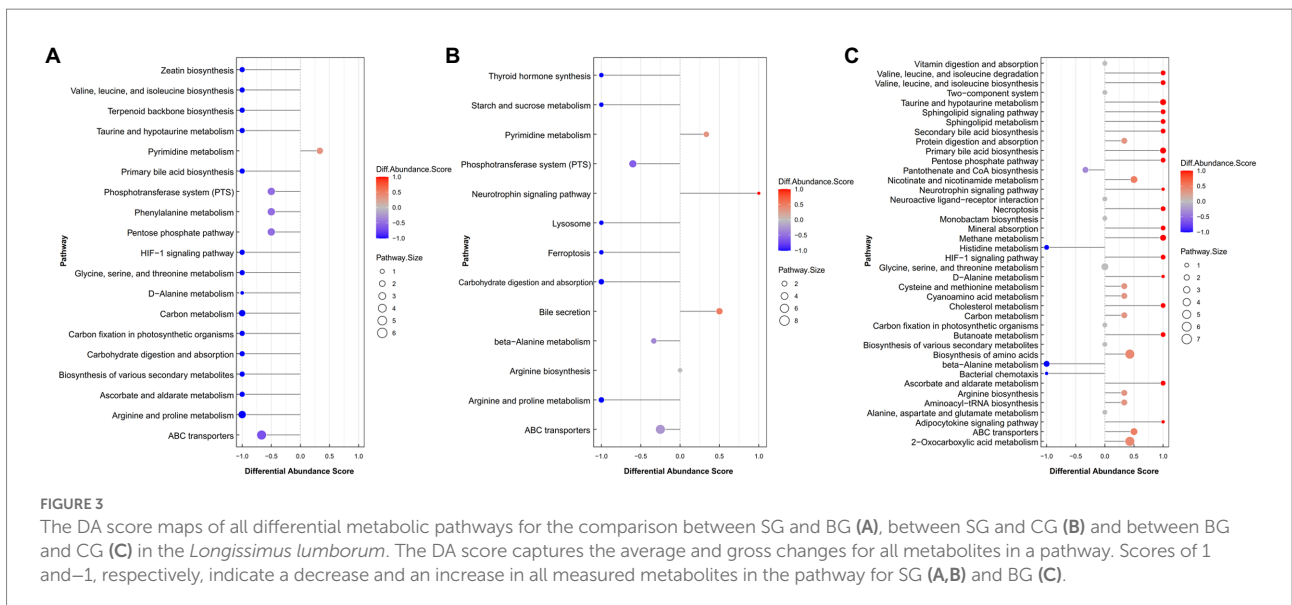 A
Zeatin biosynthesis
Valine, leucine, and isoleucine biosynthesis
Terpenoid backbone biosynthesis
Taurine and hypotaurine metabolism
Pyrimidine metabolism
Primary bile acid biosynthesis
Phosphotransferase system (PTS)
Phenylalanine metabolism
Pentose phosphate pathway
HIF−1 signaling pathway
Glycine, serine, and threonine metabolism
D−Alanine metabolism
Carbon metabolism
Carbon fixation in photosynthetic organisms
Carbohydrate digestion and absorption
Biosynthesis of various secondary metabolites
Ascorbate and aldarate metabolism
Arginine and proline metabolism
ABC transporters
Pathway
−1.0 −0.5 0.0 0.5 1.0
Differential Abundance Score
Diff.Abundance.Score
1.0
0.5
0.0
−0.5
−1.0
Pathway.Size
1
2
3
4
5
6
B
Thyroid hormone synthesis
Starch and sucrose metabolism
Pyrimidine metabolism
Phosphotransferase system (PTS)
Neurotrophin signaling pathway
Lysosome
Ferroptosis
Carbohydrate digestion and absorption
Bile secretion
beta−Alanine metabolism
Arginine biosynthesis
Arginine and proline metabolism
ABC transporters
Pathway
−1.0 −0.5 0.0 0.5 1.0
Differential Abundance Score
Diff.Abundance.Score
1.0
0.5
0.0
−0.5
−1.0
Pathway.Size
2
4
6
8
C
Vitamin digestion and absorption
Valine, leucine, and isoleucine degradation
Valine, leucine, and isoleucine biosynthesis
Two−component system
Taurine and hypotaurine metabolism
Sphingolipid signaling pathway
Sphingolipid metabolism
Secondary bile acid biosynthesis
Protein digestion and absorption
Primary bile acid biosynthesis
Pentose phosphate pathway
Pantothenate and CoA biosynthesis
Nicotinate and nicotinamide metabolism
Neurotrophin signaling pathway
Neuroactive ligand−receptor interaction
Necroptosis
Monobactam biosynthesis
Mineral absorption
Methane metabolism
Histidine metabolism
HIF−1 signaling pathway
Glycine, serine, and threonine metabolism
D−Alanine metabolism
Cysteine and methionine metabolism
Cyanoamino acid metabolism
Cholesterol metabolism
Carbon metabolism
Carbon fixation in photosynthetic organisms
Butanoate metabolism
Biosynthesis of various secondary metabolites
Biosynthesis of amino acids
beta−Alanine metabolism
Bacterial chemotaxis
Ascorbate and aldarate metabolism
Arginine biosynthesis
Aminoacyl−tRNA biosynthesis
Alanine, aspartate and glutamate metabolism
Adipocytokine signaling pathway
ABC transporters
2−Oxocarboxylic acid metabolism
Pathway
−1.0 −0.5 0.0 0.5 1.0
Differential Abundance Score
Diff.Abundance.Score
1.0
0.5
0.0
−0.5
−1.0
Pathway.Size
1
2
3
4
5
6
7
FIGURE 3
The DA score maps of all differential metabolic pathways for the comparison between SG and BG (A), between SG and CG (B) and between BG
and CG (C) in the Longissimus lumborum. The DA score captures the average and gross changes for all metabolites in a pathway. Scores of 1
and−1, respectively, indicate a decrease and an increase in all measured metabolites in the pathway for SG (A,B) and BG (C).